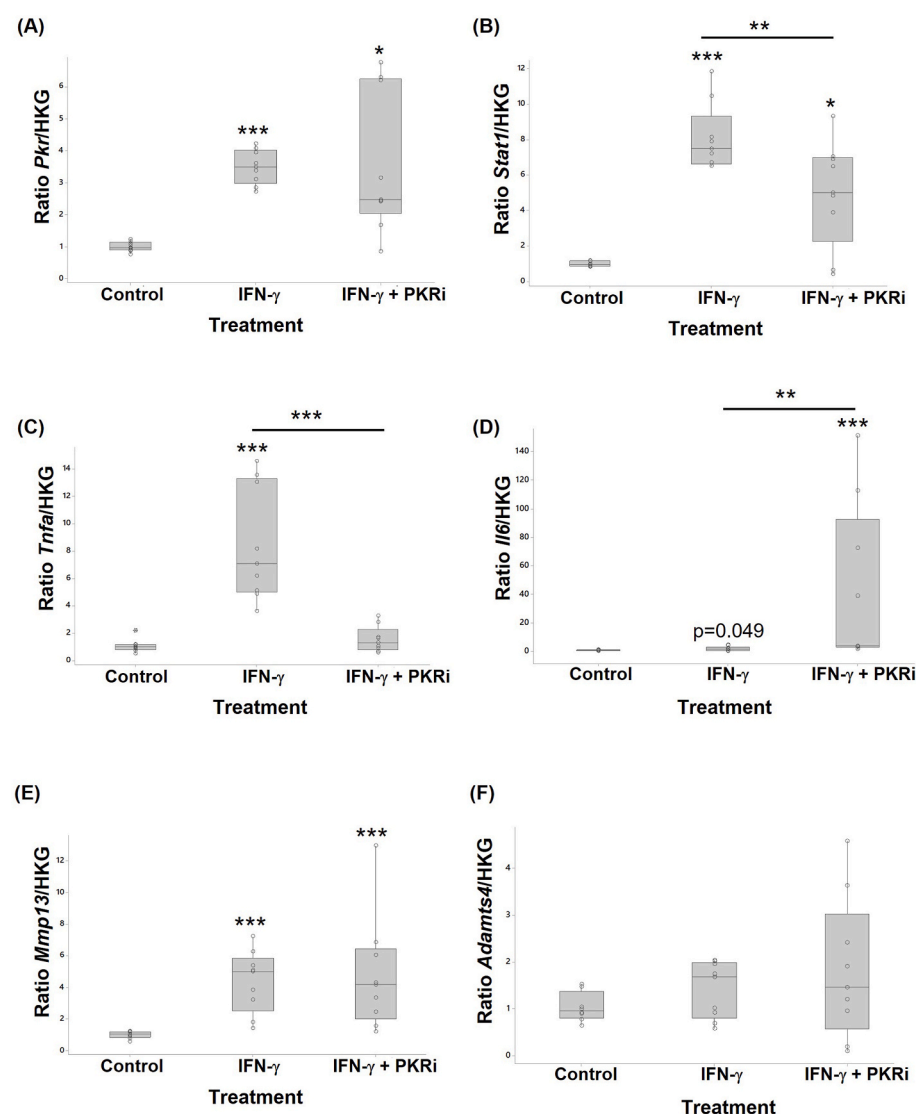 (A)
*
***
Ratio Pkr/HKG
6
5
4
3
2
1
0
Control IFN-γ IFN-γ + PKRi
Treatment
(B)
**
***
*
Ratio Stat1/HKG
12
10
8
6
4
2
0
Control IFN-γ IFN-γ + PKRi
Treatment
(C)
***
***
Ratio Tnfa/HKG
14
12
10
8
6
4
2
0
Control IFN-γ IFN-γ + PKRi
Treatment
(D)
**
***
p=0.049
Ratio Il6/HKG
140
120
100
80
60
40
20
0
Control IFN-γ IFN-γ + PKRi
Treatment
(E)
***
***
Ratio Mmp13/HKG
12
10
8
6
4
2
0
Control IFN-γ IFN-γ + PKRi
Treatment
(F)
Ratio Adamts4/HKG
4
3
2
1
0
Control IFN-γ IFN-γ + PKRi
Treatment